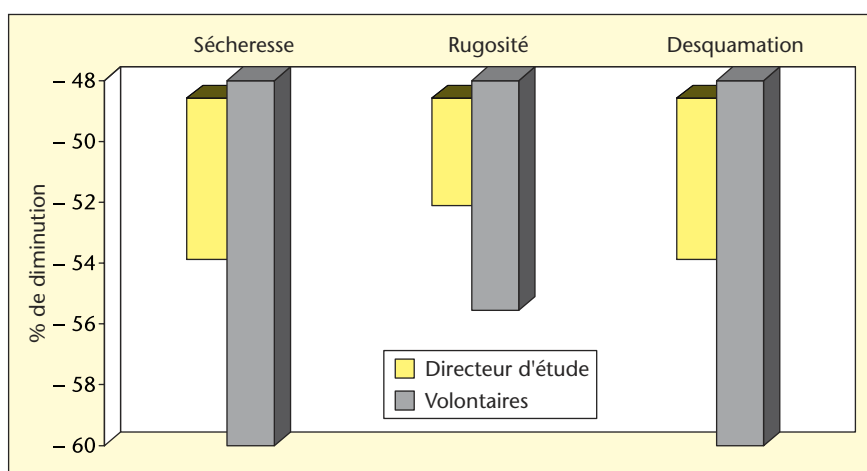 Sécheresse Rugosité Desquamation
– 48
– 50
– 52
– 54
– 56
– 58
– 60
% de diminution
Directeur d'étude
Volontaires